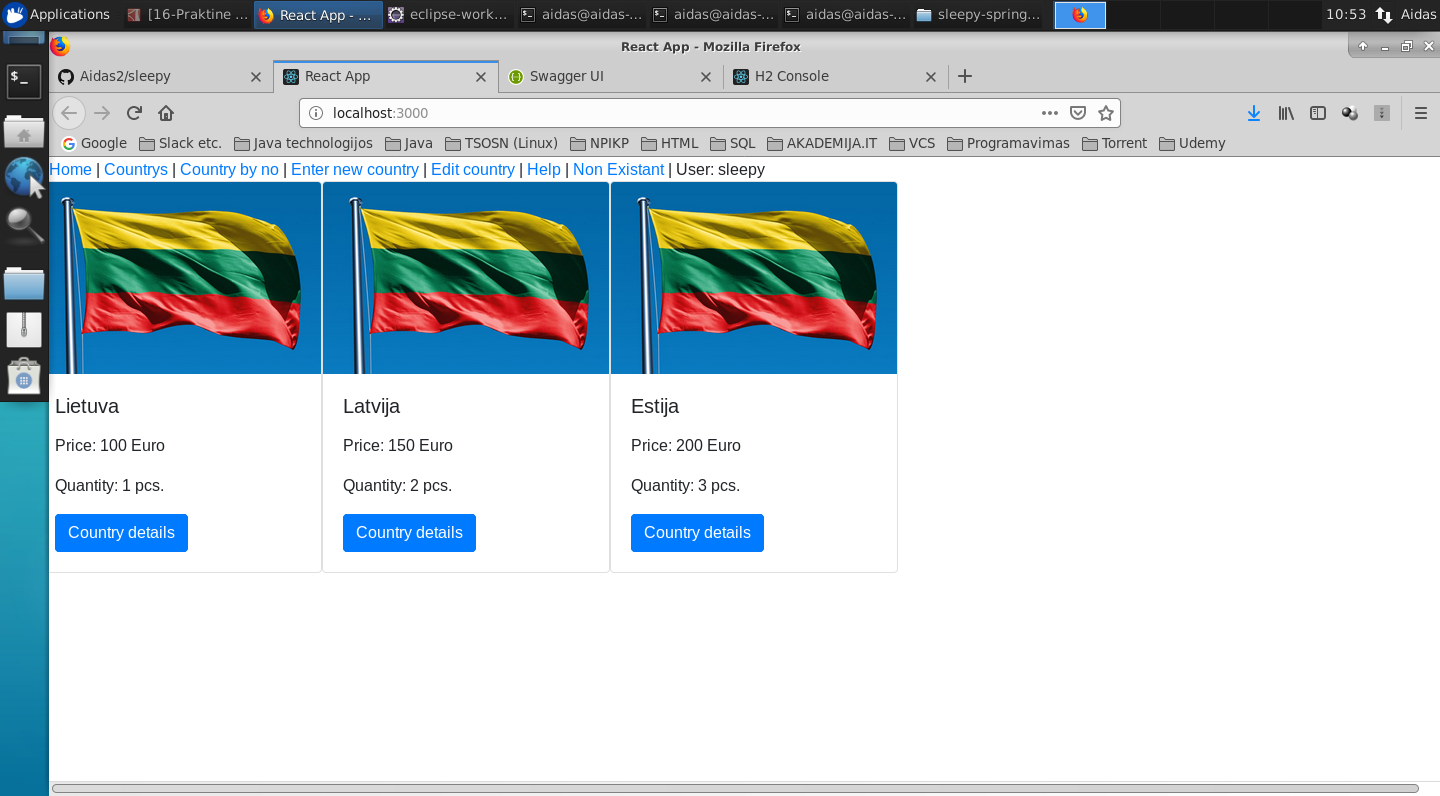 Applications [16-Praktine ... React App - ... eclipse-work... aidas@aidas-... aidas@aidas-... aidas@aidas-... sleepy-spring... 10:53 Aidas
React App - Mozilla Firefox
Aidas2/sleepy React App Swagger UI H2 Console
localhost:3000
Google Slack etc. Java technologijos Java TSOSN (Linux) NPIKP HTML SQL AKADEMIJA.IT VCS Programavimas Torrent Udemy
Home | Countrys | Country by no | Enter new country | Edit country | Help | Non Existant | User: sleepy
Lietuva
Price: 100 Euro
Quantity: 1 pcs.
Country details
Latvija
Price: 150 Euro
Quantity: 2 pcs.
Country details
Estija
Price: 200 Euro
Quantity: 3 pcs.
Country details